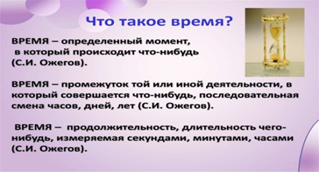 Что такое время?
ВРЕМЯ – определенный момент,
в который происходит что-нибудь
(С.И. Ожегов).
ВРЕМЯ – промежуток той или иной деятельности, в
который совершается что-нибудь, последовательная
смена часов, дней, лет (С.И. Ожегов).
ВРЕМЯ – продолжительность, длительность чего-
нибудь, измеряемая секундами, минутами, часами
(С.И. Ожегов).